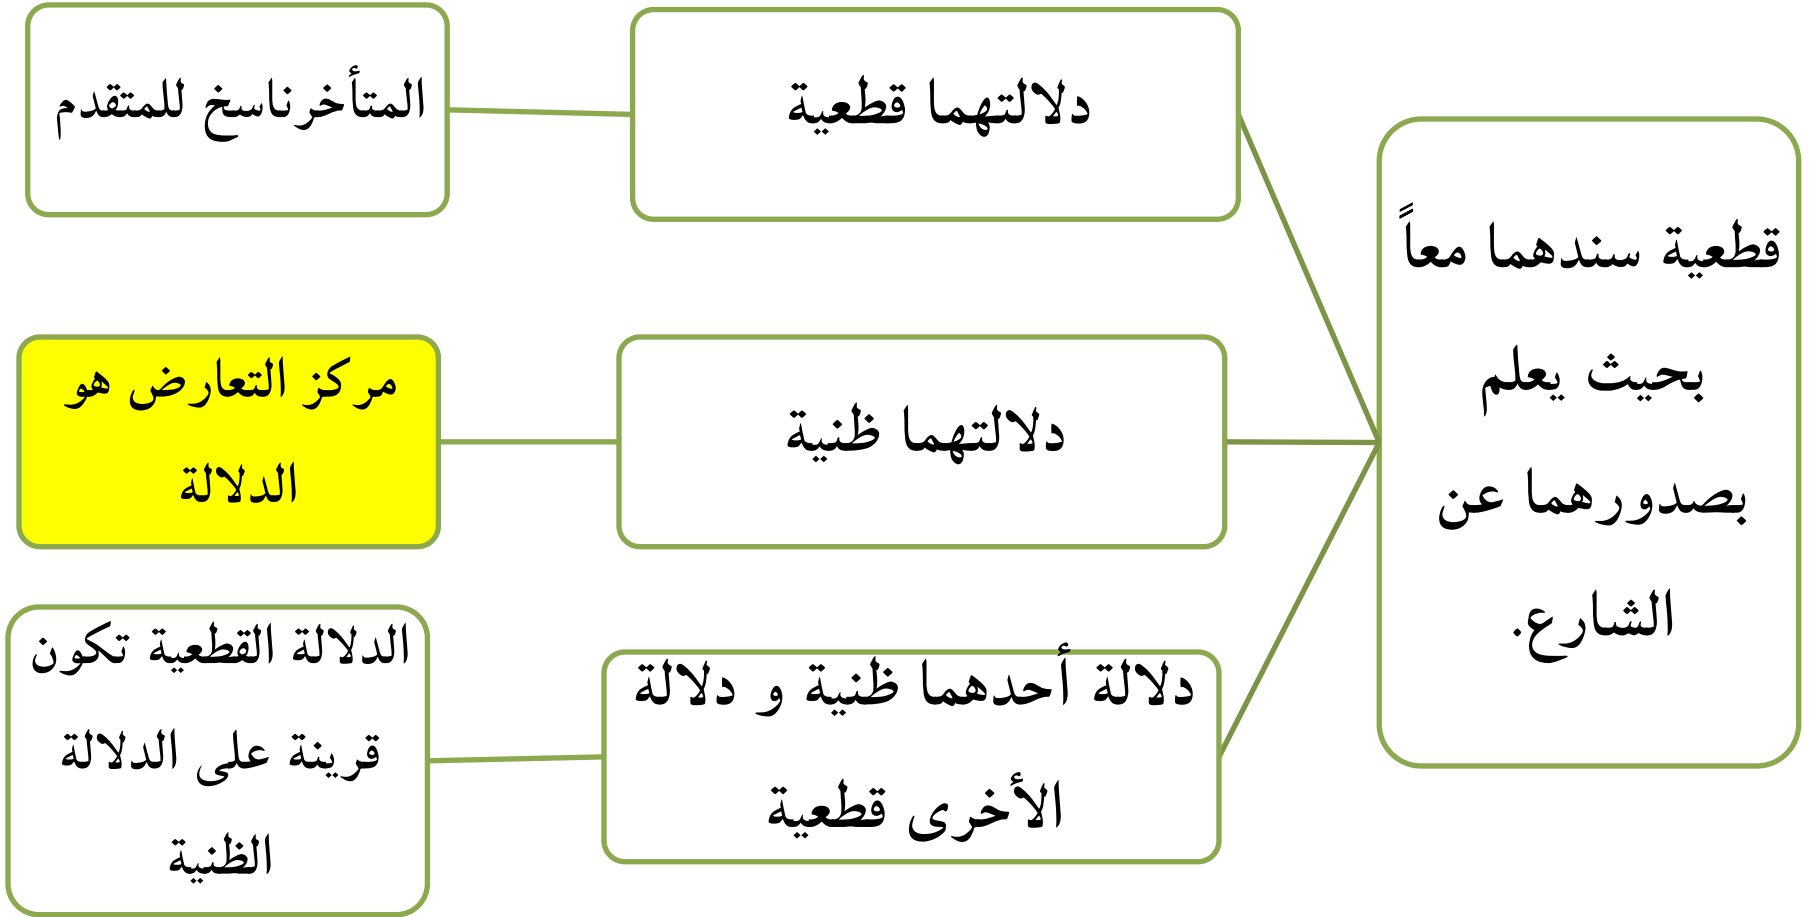 قطعية سندهما معاً
بحيث يعلم
بصدورهما عن
الشارع.
دلالتهما قطعية
المتأخرناسخ للمتقدم
دلالتهما ظنية
مركز التعارض هو
الدلالة
دلالة أحدهما ظنية و دلالة
الأخرى قطعية
الدلالة القطعية تكون
قرينة على الدلالة
الظنية